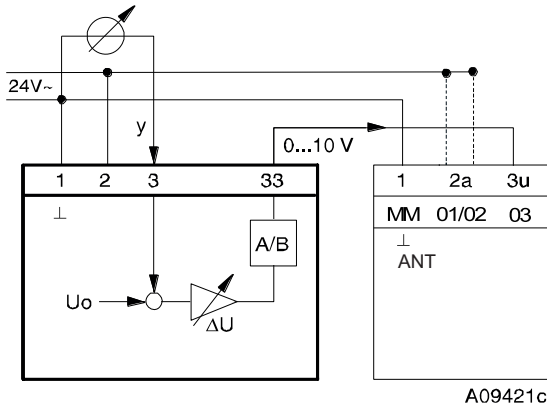 24V~
y
0...10 V
1 2 3 33
⊥
A/B
Uo
ΔU
1 2a 3u
MM 01/02 03
⊥
ANT
A09421c